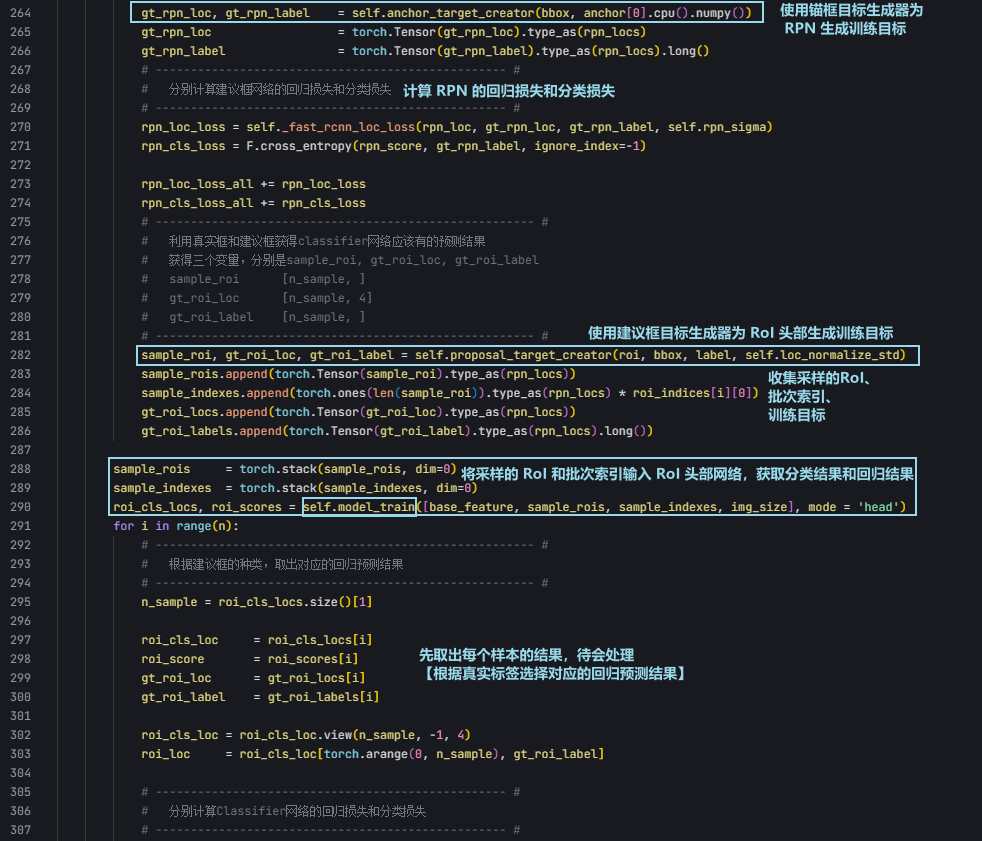 264 gt_rpn_loc, gt_rpn_label    = self.anchor_target_creator(bbox, anchor[0].cpu().numpy()) 使用锚框目标生成器为
265 gt_rpn_loc                  = torch.Tensor(gt_rpn_loc).type_as(rpn_locs) RPN 生成训练目标
266 gt_rpn_label                = torch.Tensor(gt_rpn_label).type_as(rpn_locs).long()
267 # -------------------------------------------------- #
268 #   分别计算建议框网络的回归损失和分类损失 计算 RPN 的回归损失和分类损失
269 # -------------------------------------------------- #
270 rpn_loc_loss = self._fast_rcnn_loc_loss(rpn_loc, gt_rpn_loc, gt_rpn_label, self.rpn_sigma)
271 rpn_cls_loss = F.cross_entropy(rpn_score, gt_rpn_label, ignore_index=-1)
272
273 rpn_loc_loss_all += rpn_loc_loss
274 rpn_cls_loss_all += rpn_cls_loss
275 # ------------------------------------------------------ #
276 #   利用真实框和建议框获得classifier网络应该有的预测结果
277 #   获得三个变量，分别是sample_roi, gt_roi_loc, gt_roi_label
278 #   sample_roi      [n_sample, ]
279 #   gt_roi_loc      [n_sample, 4]
280 #   gt_roi_label    [n_sample, ]
281 # ------------------------------------------------------ # 使用建议框目标生成器为 RoI 头部生成训练目标
282 sample_roi, gt_roi_loc, gt_roi_label = self.proposal_target_creator(roi, bbox, label, self.loc_normalize_std)
283 sample_rois.append(torch.Tensor(sample_roi).type_as(rpn_locs)) 收集采样的RoI、
284 sample_indexes.append(torch.ones(len(sample_roi)).type_as(rpn_locs) * roi_indices[i][0]) 批次索引、
285 gt_roi_locs.append(torch.Tensor(gt_roi_loc).type_as(rpn_locs)) 训练目标
286 gt_roi_labels.append(torch.Tensor(gt_roi_label).type_as(rpn_locs).long())
287
288 sample_rois     = torch.stack(sample_rois, dim=0) 将采样的 RoI 和批次索引输入 RoI 头部网络，获取分类结果和回归结果
289 sample_indexes  = torch.stack(sample_indexes, dim=0)
290 roi_cls_locs, roi_scores = self.model_train([base_feature, sample_rois, sample_indexes, img_size], mode = 'head')
291 for i in range(n):
292 # ------------------------------------------------------ #
293 #   根据建议框的种类，取出对应的回归预测结果
294 # ------------------------------------------------------ #
295 n_sample = roi_cls_locs.size()[1]
296
297 roi_cls_loc     = roi_cls_locs[i]
298 roi_score       = roi_scores[i] 先取出每个样本的结果，待会处理
299 gt_roi_loc      = gt_roi_locs[i] 【根据真实标签选择对应的回归预测结果】
300 gt_roi_label    = gt_roi_labels[i]
301
302 roi_cls_loc = roi_cls_loc.view(n_sample, -1, 4)
303 roi_loc     = roi_cls_loc[torch.arange(0, n_sample), gt_roi_label]
304
305 # -------------------------------------------------- #
306 #   分别计算Classifier网络的回归损失和分类损失
307 # -------------------------------------------------- #